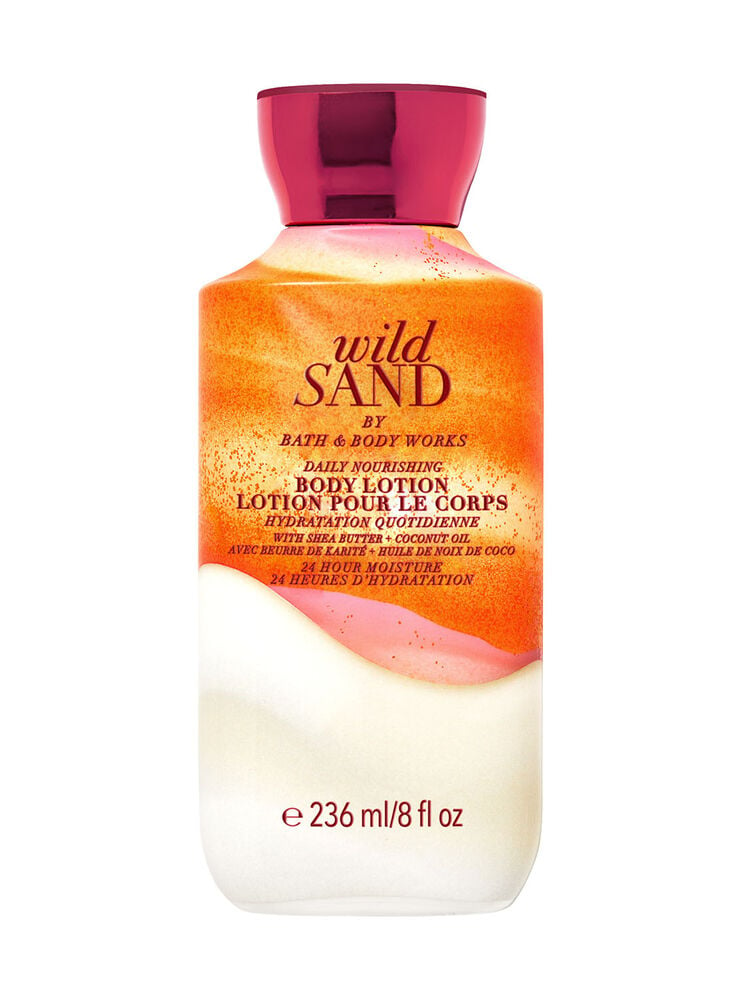 wild
SAND
BY
BATH & BODY WORKS
DAILY NOURISHING
BODY LOTION
LOTION POUR LE CORPS
HYDRATATION QUOTIDIENNE
WITH SHEA BUTTER + COCONUT OIL
AVEC BEURRE DE KARITÉ + HUILE DE NOIX DE COCO
24 HOUR MOISTURE
24 HEURES D'HYDRATATION
℮ 236 ml/8 fl oz